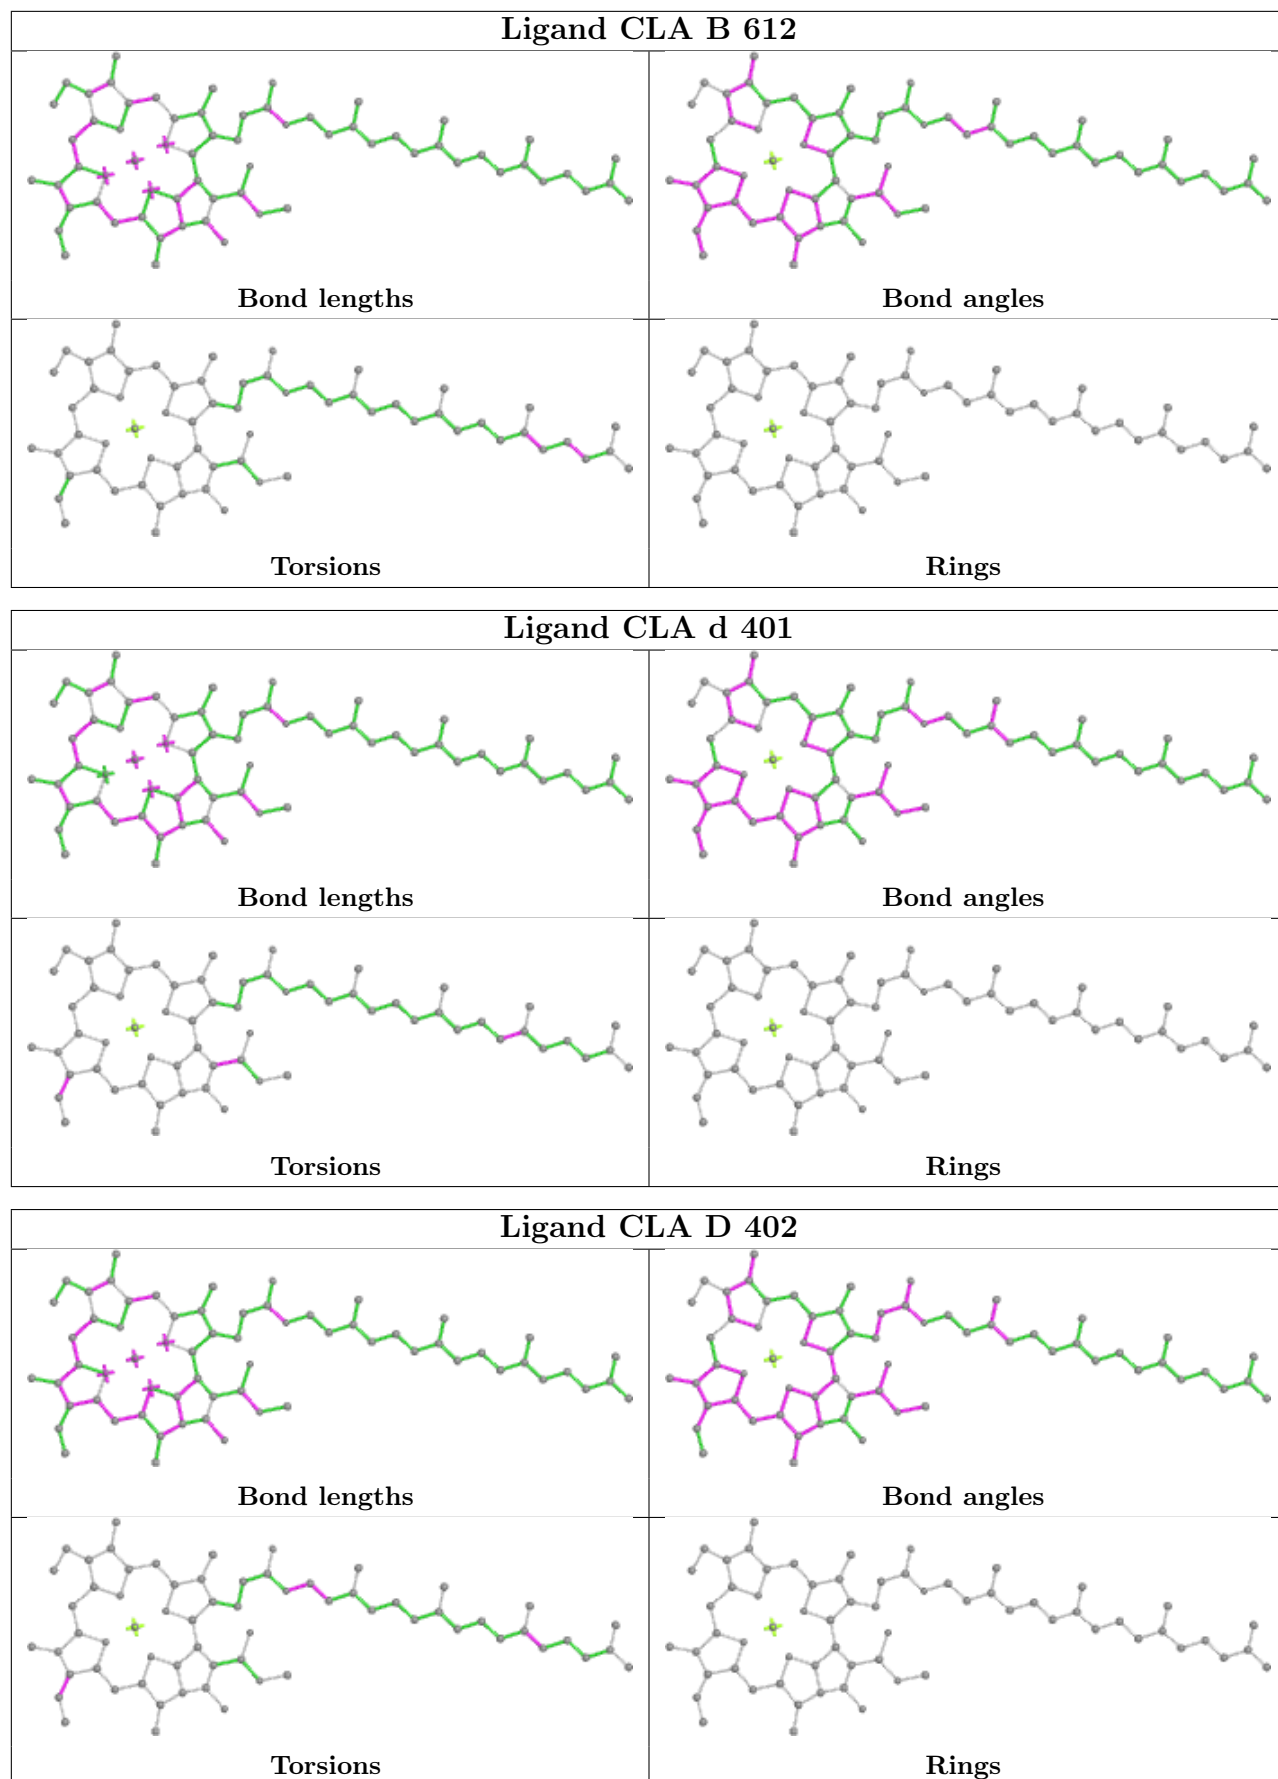 Ligand CLA B 612
Bond lengths
Bond angles
Torsions
Rings
Ligand CLA d 401
Bond lengths
Bond angles
Torsions
Rings
Ligand CLA D 402
Bond lengths
Bond angles
Torsions
Rings